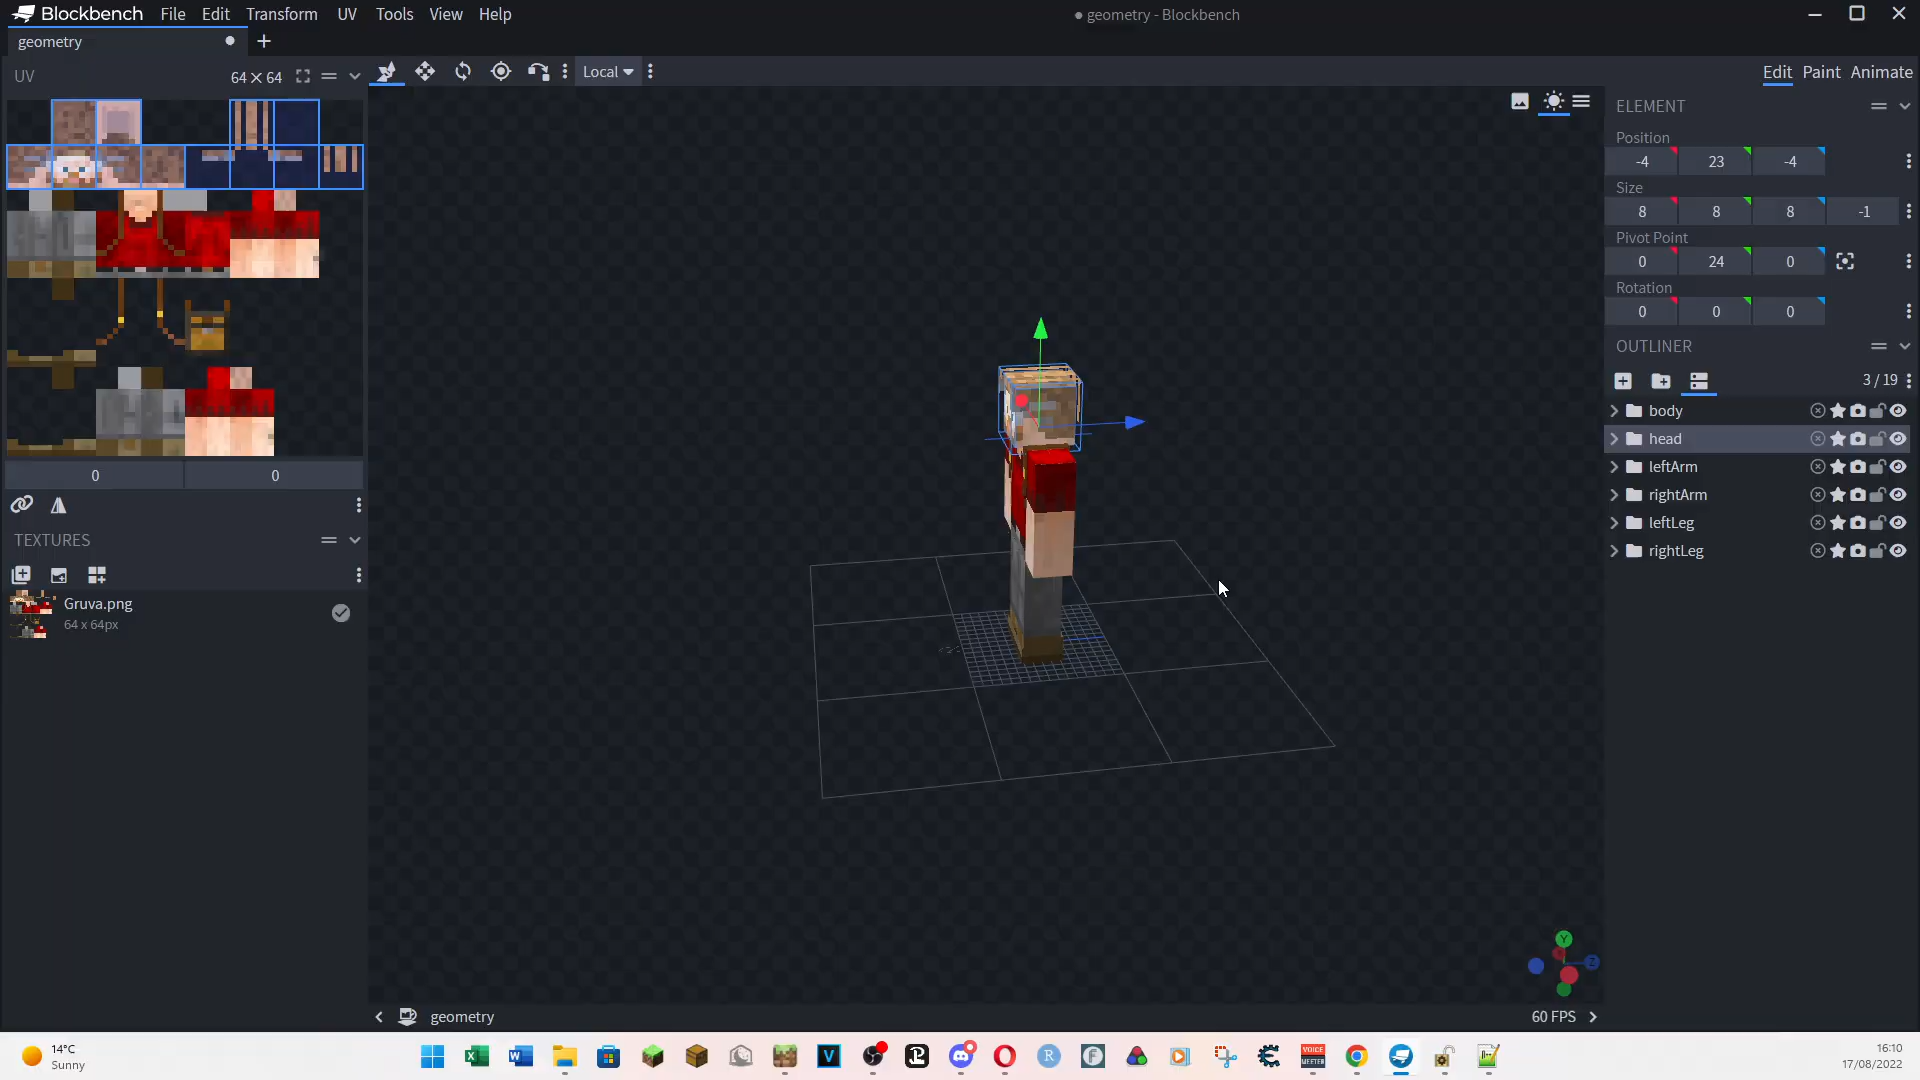 Blockbench File Edit Transform UV Tools View Help
● geometry - Blockbench
geometry
UV
64 × 64
Local
Edit Paint Animate
ELEMENT
Position
-4 23 -4
Size
8 8 8 -1
Pivot Point
0 24 0
Rotation
0 0 0
OUTLINER
3 / 19
body
head
leftArm
rightArm
leftLeg
rightLeg
0 0
TEXTURES
Gruva.png
64 x 64px
Y
Z
geometry
60 FPS
14°C
Sunny
VOICE
MEETER
16:10
17/08/2022